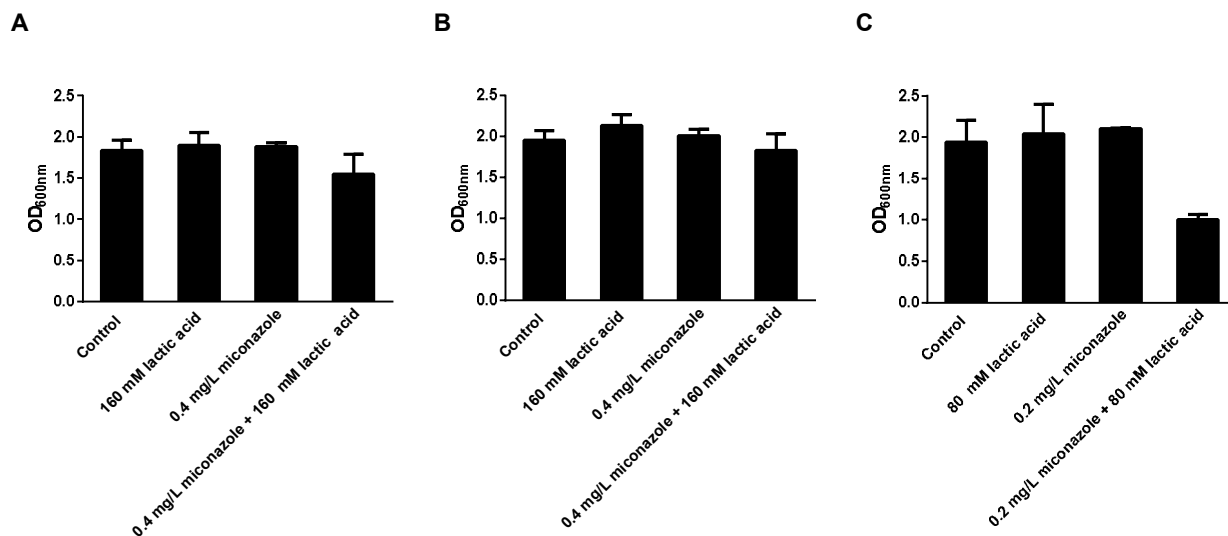 A
B
C
OD600nm
2.5
2.0
1.5
1.0
0.5
0.0
Control
160 mM lactic acid
0.4 mg/L miconazole
0.4 mg/L miconazole + 160 mM lactic acid
OD600nm
2.5
2.0
1.5
1.0
0.5
0.0
Control
160 mM lactic acid
0.4 mg/L miconazole
0.4 mg/L miconazole + 160 mM lactic acid
OD600nm
2.5
2.0
1.5
1.0
0.5
0.0
Control
80 mM lactic acid
0.2 mg/L miconazole
0.2 mg/L miconazole + 80 mM lactic acid